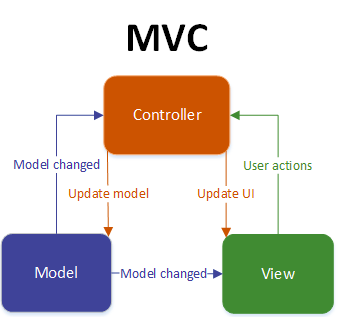 MVC
Controller
Model changed
User actions
Update model
Update UI
Model
Model changed
View